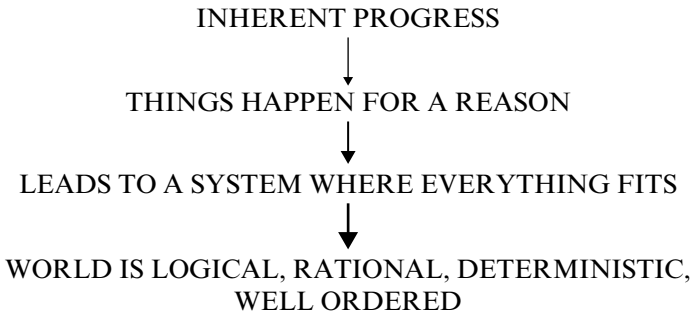 INHERENT PROGRESS
THINGS HAPPEN FOR A REASON
LEADS TO A SYSTEM WHERE EVERYTHING FITS
WORLD IS LOGICAL, RATIONAL, DETERMINISTIC,
WELL ORDERED